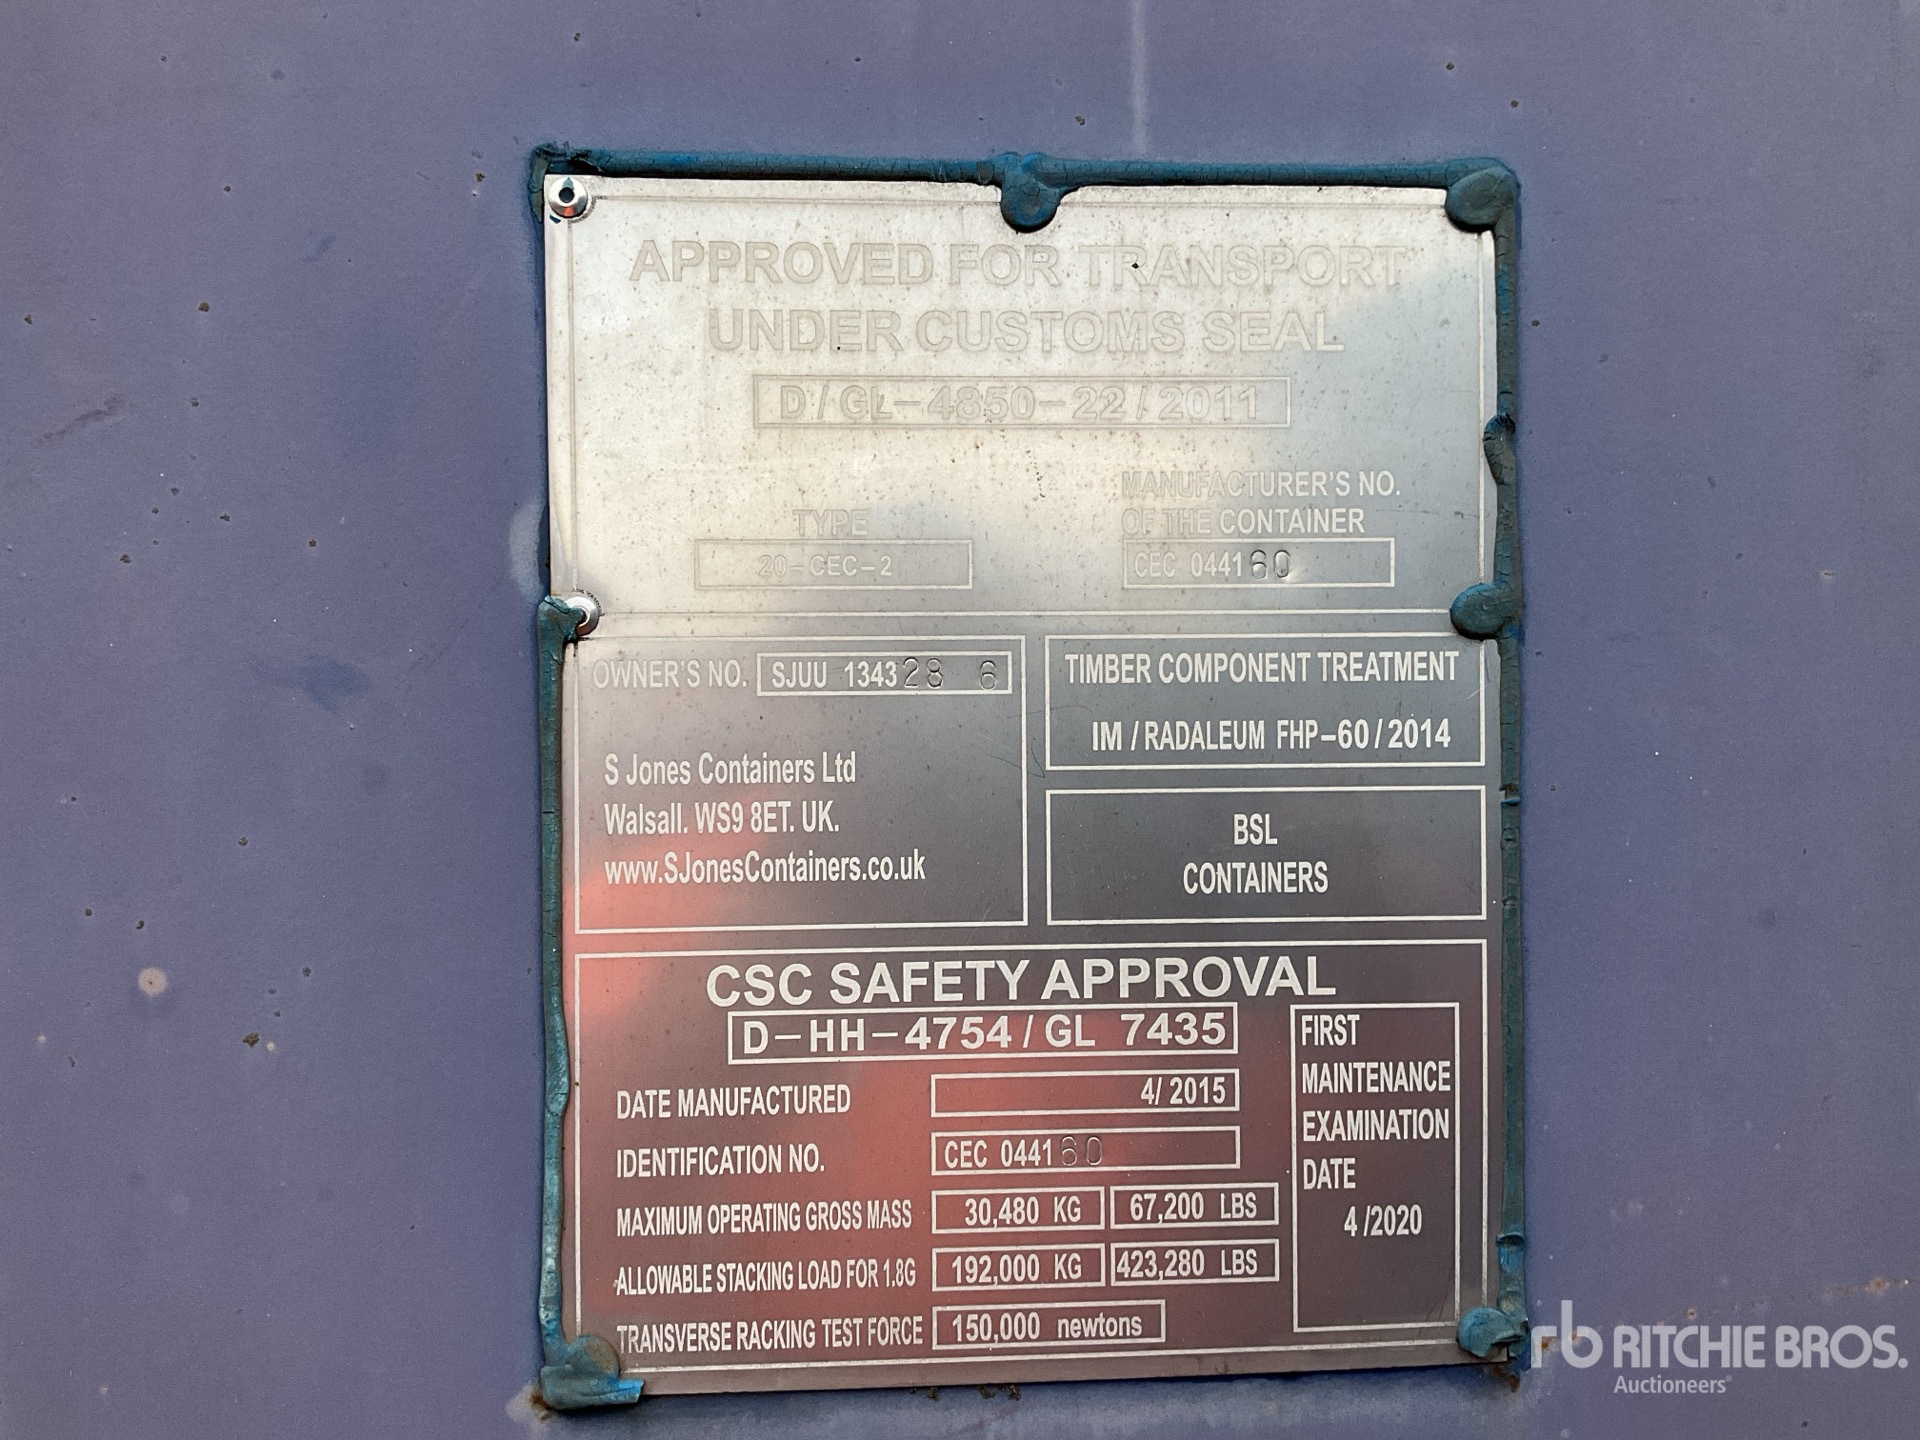 APPROVED FOR TRANSPORT
UNDER CUSTOMS SEAL
D/GL-4850-22/2011
TYPE
20-CEC-2
MANUFACTURER'S NO.
OF THE CONTAINER
CEC 044160
OWNER'S NO. SJUU 134328 6
S Jones Containers Ltd
Walsall. WS9 8ET. UK.
www.SJonesContainers.co.uk
TIMBER COMPONENT TREATMENT
IM / RADALEUM FHP-60 / 2014
BSL
CONTAINERS
CSC SAFETY APPROVAL
D-HH-4754 / GL 7435
DATE MANUFACTURED 4/ 2015
IDENTIFICATION NO. CEC 044160
MAXIMUM OPERATING GROSS MASS 30,480 KG 67,200 LBS
ALLOWABLE STACKING LOAD FOR 1.8G 192,000 KG 423,280 LBS
TRANSVERSE RACKING TEST FORCE 150,000 newtons
FIRST
MAINTENANCE
EXAMINATION
DATE
4 /2020
rb RITCHIE BROS.
Auctioneers